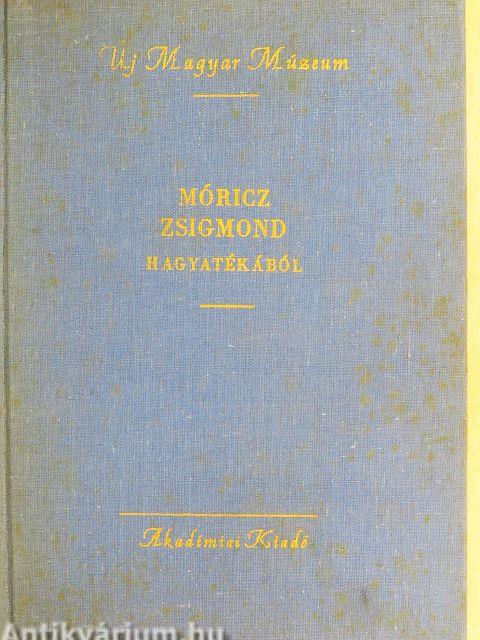 Új Magyar Múzeum
MÓRICZ
ZSIGMOND
HAGYATÉKÁBÓL
Akadémiai Kiadó
Antikvárium.hu